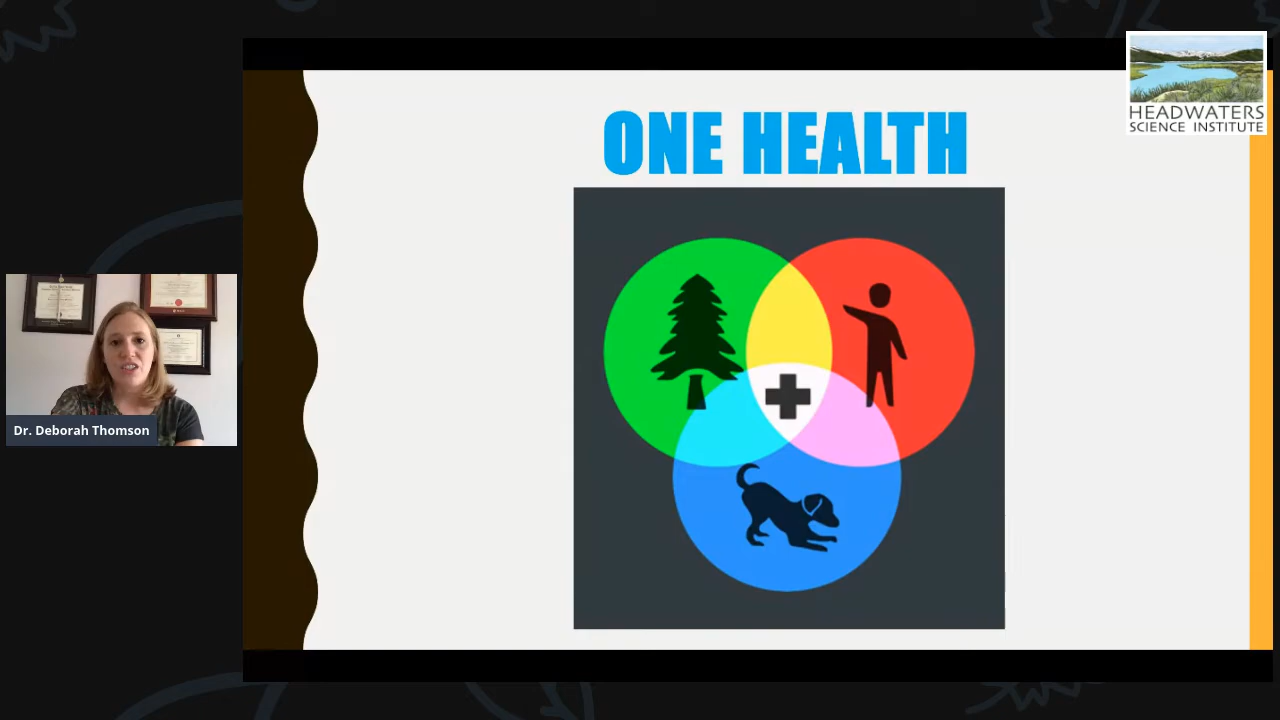 ONE HEALTH
HEADWATERS
SCIENCE INSTITUTE
Dr. Deborah Thomson